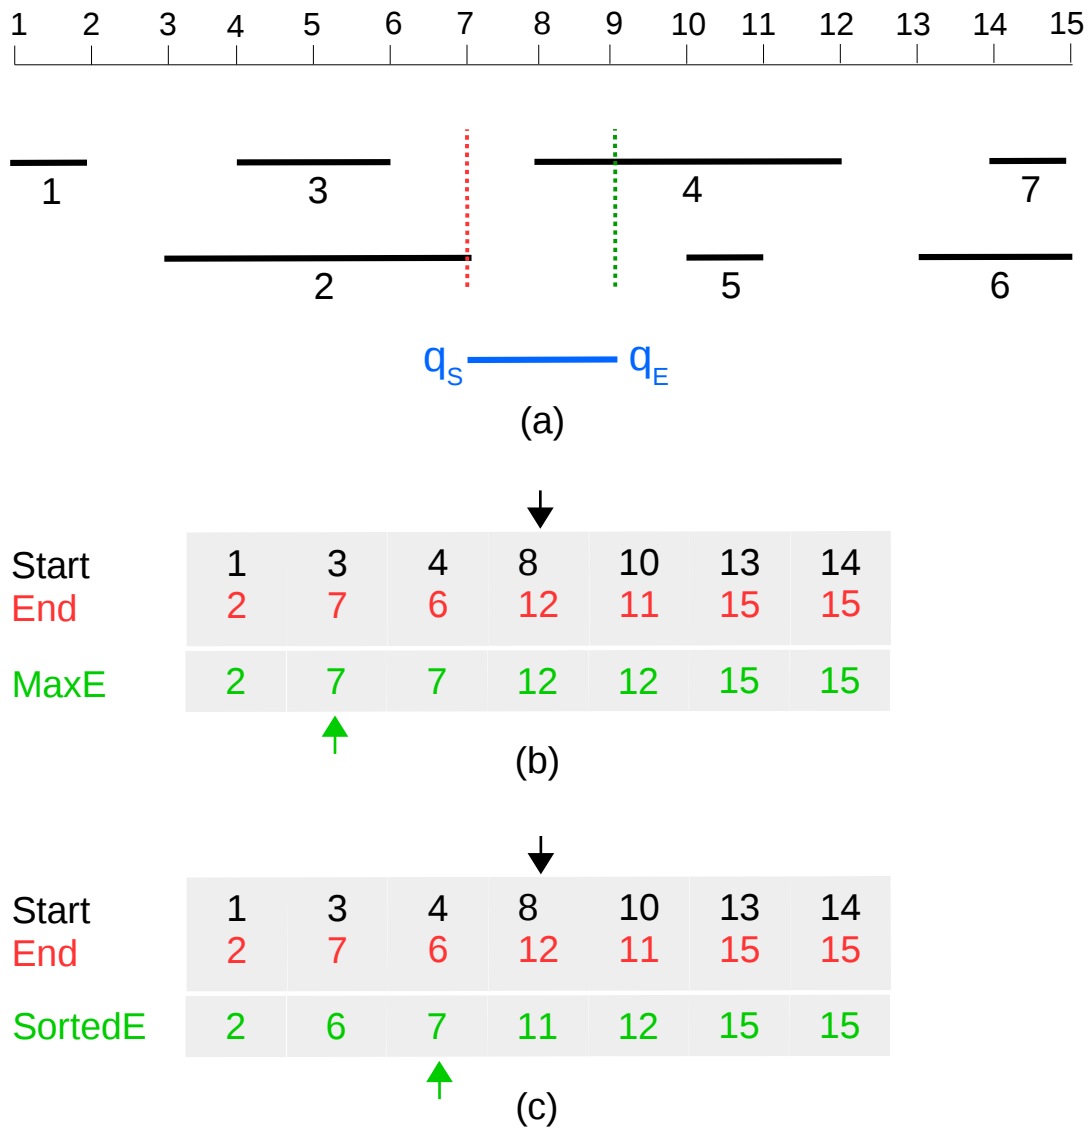 1 2 3 4 5 6 7 8 9 10 11 12 13 14 15
1 3 4 7
2 5 6
qS qE
(a)
Start 1 3 4 8 10 13 14
End 2 7 6 12 11 15 15
MaxE 2 7 7 12 12 15 15
(b)
Start 1 3 4 8 10 13 14
End 2 7 6 12 11 15 15
SortedE 2 6 7 11 12 15 15
(c)